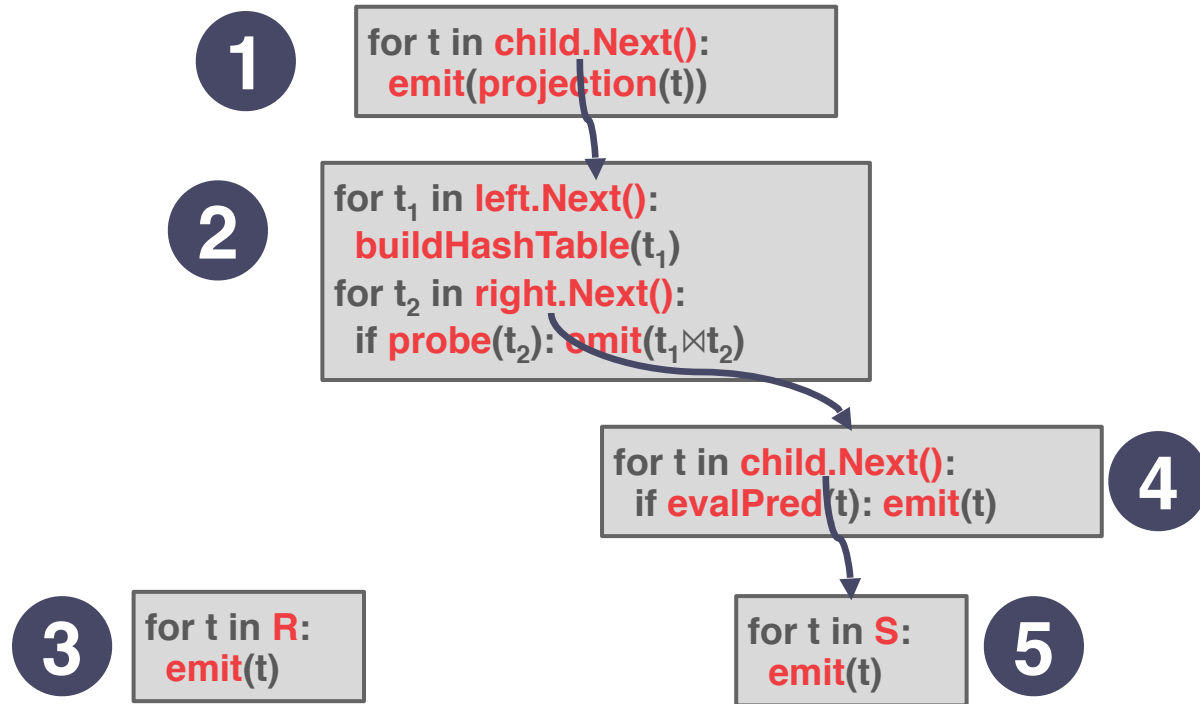 1
for t in child.Next():
emit(projection(t))
2
for t₁ in left.Next():
buildHashTable(t₁)
for t₂ in right.Next():
if probe(t₂): emit(t₁⨝t₂)
for t in child.Next():
if evalPred(t): emit(t)
4
3
for t in R:
emit(t)
for t in S:
emit(t)
5